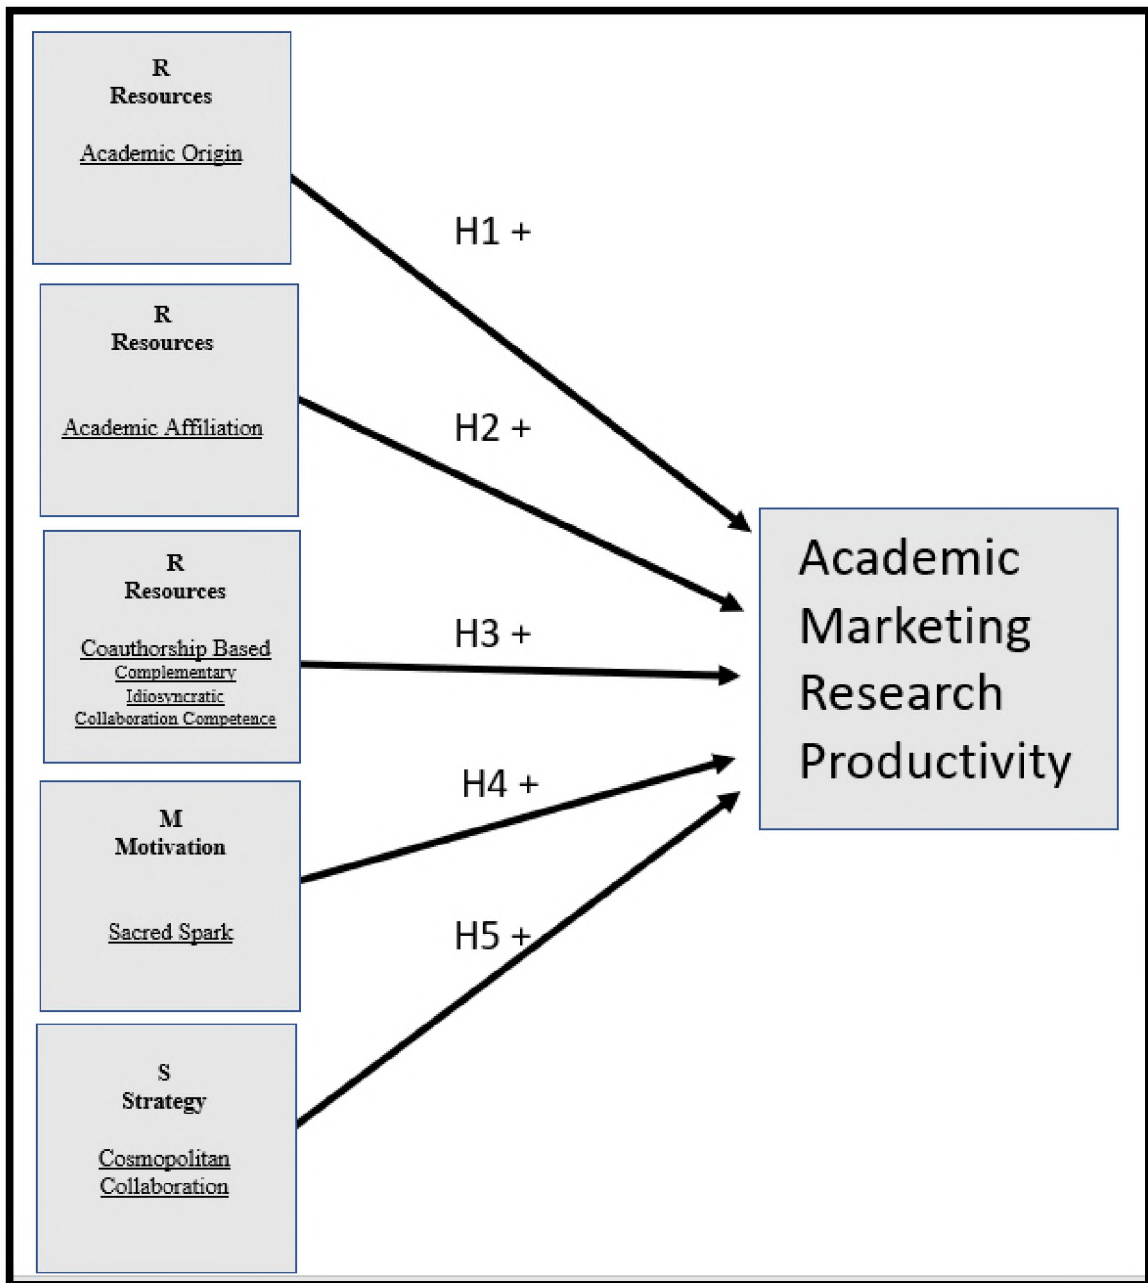 R
Resources
Academic Origin
H1 +
R
Resources
Academic Affiliation
H2 +
R
Resources
Coauthorship Based
Complementary
Idiosyncratic
Collaboration Competence
H3 +
M
Motivation
Sacred Spark
H4 +
S
Strategy
Cosmopolitan
Collaboration
H5 +
Academic
Marketing
Research
Productivity